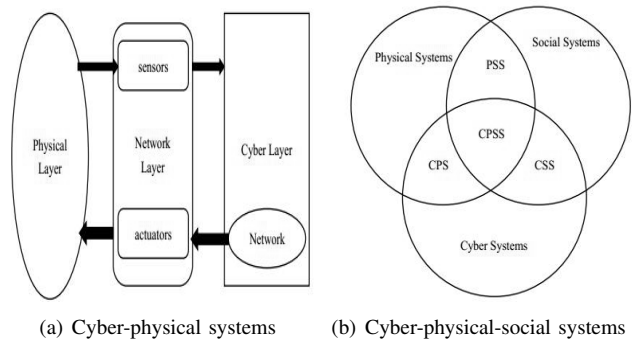 sensors
Physical
Layer
Network
Layer
Cyber Layer
actuators
Network
(a) Cyber-physical systems
Physical Systems
Social Systems
PSS
CPSS
CPS
CSS
Cyber Systems
(b) Cyber-physical-social systems